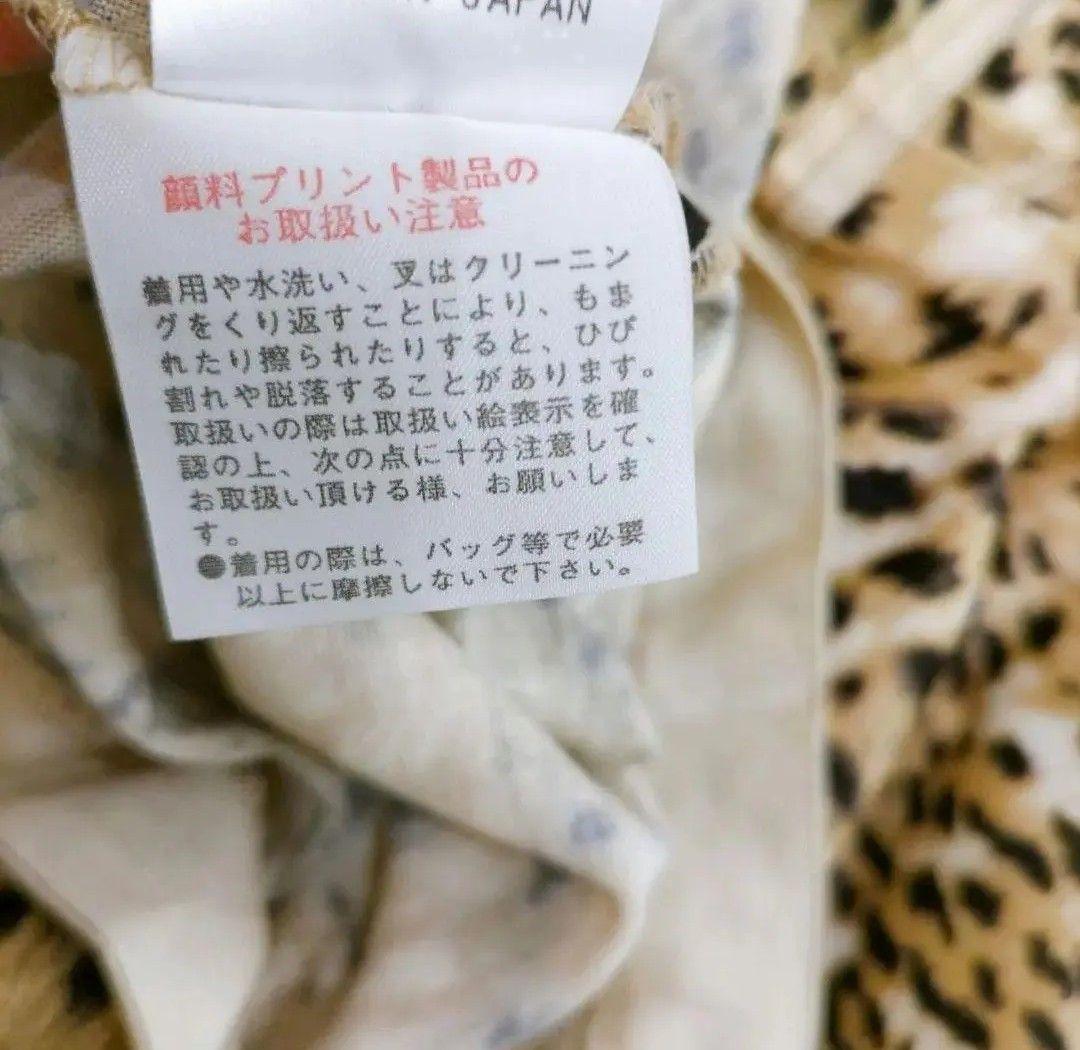 JAPAN
顔料プリント製品の
お取扱い注意
着用や水洗い、又はクリーニン
グをくり返すことにより、もま
れたり擦られたりすると、ひび
割れや脱落することがあります。
取扱いの際は取扱い絵表示を確
認の上、次の点に十分注意して、
お取扱い頂ける様、お願いしま
す。
●着用の際は、バッグ等で必要
以上に摩擦しないで下さい。